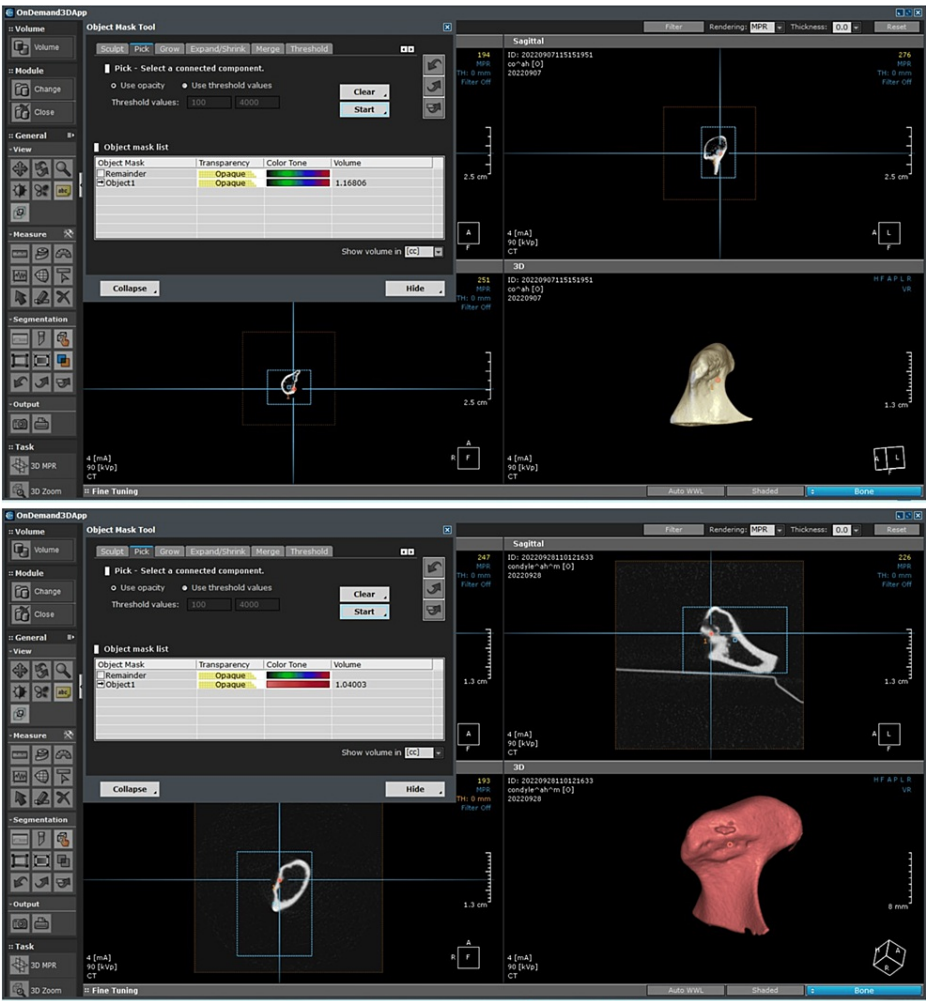 OnDemand3DApp
Volume
Volume
Module
Change
Close
General
View
abc
Measure
Segmentation
Output
Task
3D MPR
3D Zoom
Object Mask Tool
Sculpt Pick Grow Expand/Shrink Merge Threshold
Pick - Select a connected component.
Use opacity Use threshold values
Threshold values: 100 4000
Clear
Start
Object mask list
Object Mask Transparency Color Tone Volume
Remainder Opaque
Object1 Opaque 1.16806
Show volume in [cc]
Collapse Hide
Filter Rendering: MPR Thickness: 0.0 Reset
194
MPR
TH: 0 mm
Filter Off
2.5 cm
A
F
Sagittal
ID: 20220907115151951
co^ah [O]
20220907
276
MPR
TH: 0 mm
Filter Off
2.5 cm
4 [mA]
90 [kVp]
CT
A L
F
251
MPR
TH: 0 mm
Filter Off
2.5 cm
4 [mA]
90 [kVp]
CT
A
R F
3D
ID: 20220907115151951
co^ah [O]
20220907
H F A P L R
VR
1.3 cm
4 [mA]
90 [kVp]
CT
A L
F
Fine Tuning
Auto WWL Shaded Bone
OnDemand3DApp
Volume
Volume
Module
Change
Close
General
View
abc
Measure
Segmentation
Output
Task
3D MPR
3D Zoom
Object Mask Tool
Sculpt Pick Grow Expand/Shrink Merge Threshold
Pick - Select a connected component.
Use opacity Use threshold values
Threshold values: 100 4000
Clear
Start
Object mask list
Object Mask Transparency Color Tone Volume
Remainder Opaque
Object1 Opaque 1.04003
Show volume in [cc]
Collapse Hide
Filter Rendering: MPR Thickness: 0.0 Reset
247
MPR
TH: 0 mm
Filter Off
1.3 cm
A
F
Sagittal
ID: 20220928110121633
condyle^ah^m [O]
20220928
226
MPR
TH: 0 mm
Filter Off
1.3 cm
4 [mA]
90 [kVp]
CT
A L
F
193
MPR
TH: 0 mm
Filter Off
1.3 cm
4 [mA]
90 [kVp]
CT
A
R F
3D
ID: 20220928110121633
condyle^ah^m [O]
20220928
H F A P L R
VR
8 mm
4 [mA]
90 [kVp]
CT
H A
R
Fine Tuning
Auto WWL Shaded Bone